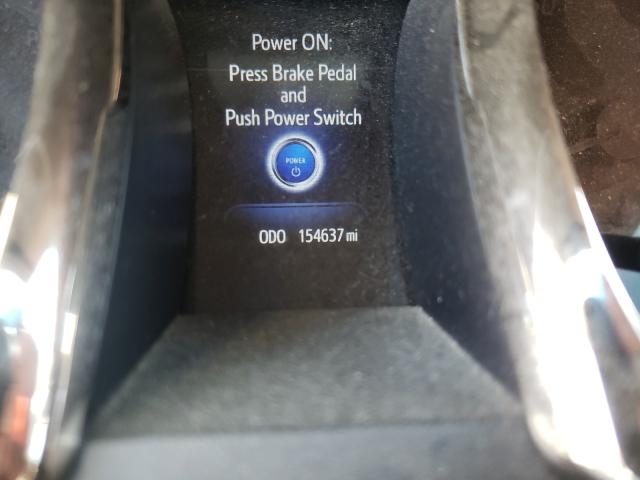 Power ON:
Press Brake Pedal
and
Push Power Switch
POWER
ODO 154637 mi